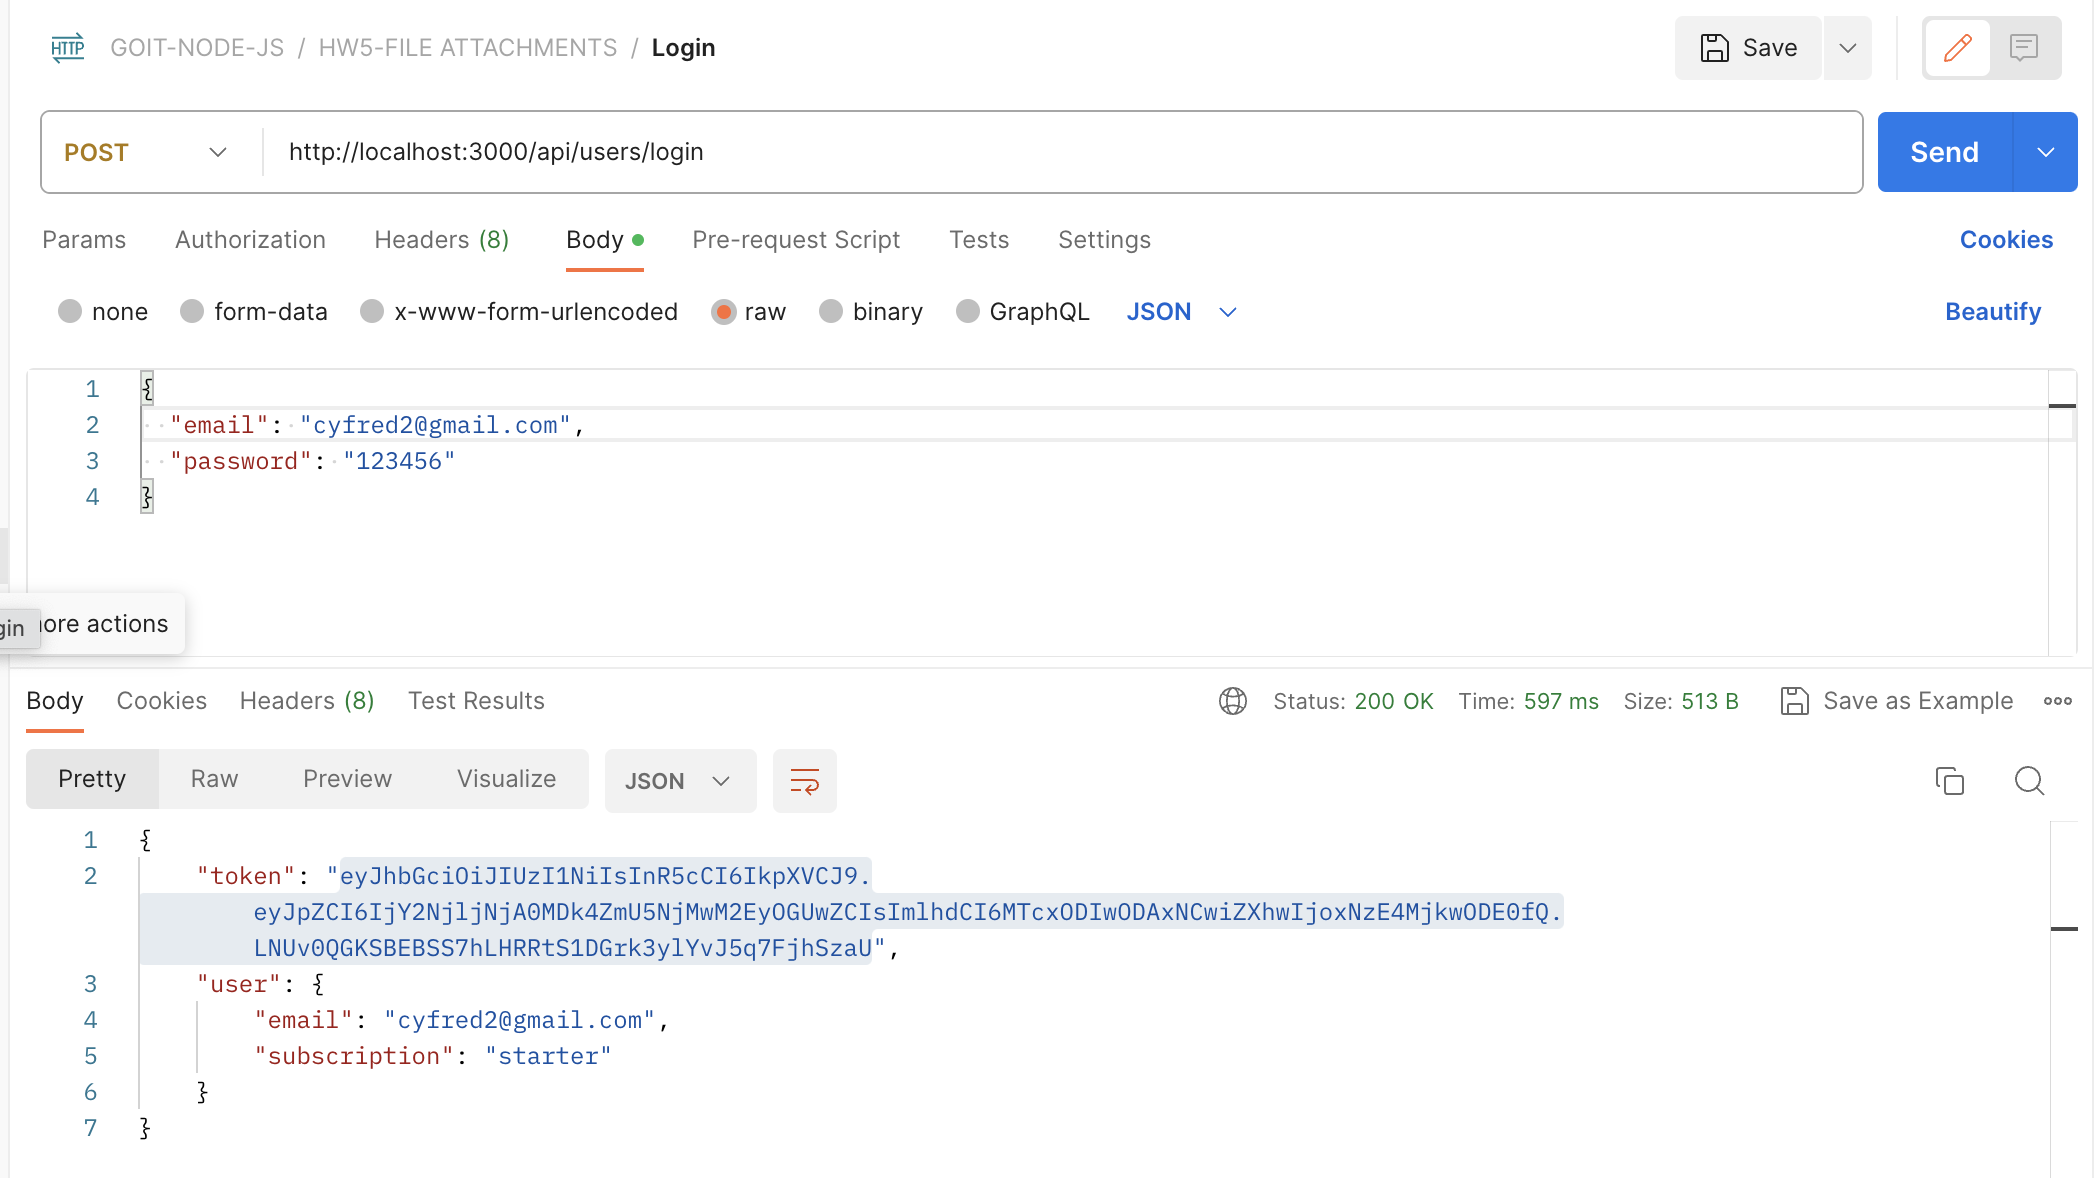 HTTP GOIT-NODE-JS / HW5-FILE ATTACHMENTS / Login Save
POST http://localhost:3000/api/users/login Send
Params Authorization Headers (8) Body Pre-request Script Tests Settings Cookies
none form-data x-www-form-urlencoded raw binary GraphQL JSON Beautify
1 {
2 "email": "cyfred2@gmail.com",
3 "password": "123456"
4 }
gin ore actions
Body Cookies Headers (8) Test Results Status: 200 OK Time: 597 ms Size: 513 B Save as Example
Pretty Raw Preview Visualize JSON
1 {
2 "token": "eyJhbGciOiJIUzI1NiIsInR5cCI6IkpXVCJ9.
eyJpZCI6IjY2NjljNjA0MDk4ZmU5NjMwM2EyOGUwZCIsImlhdCI6MTcxODIwODAxNCwiZXhwIjoxNzE4MjkwODE0fQ.
LNUv0QGKSBEBSS7hLHRRtS1DGrk3ylYvJ5q7FjhSzaU",
3 "user": {
4 "email": "cyfred2@gmail.com",
5 "subscription": "starter"
6 }
7 }